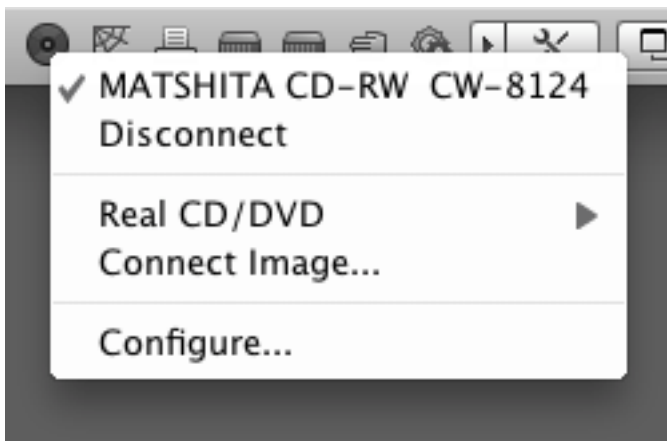 MATSHITA CD-RW CW-8124
Disconnect
Real CD/DVD
Connect Image...
Configure...